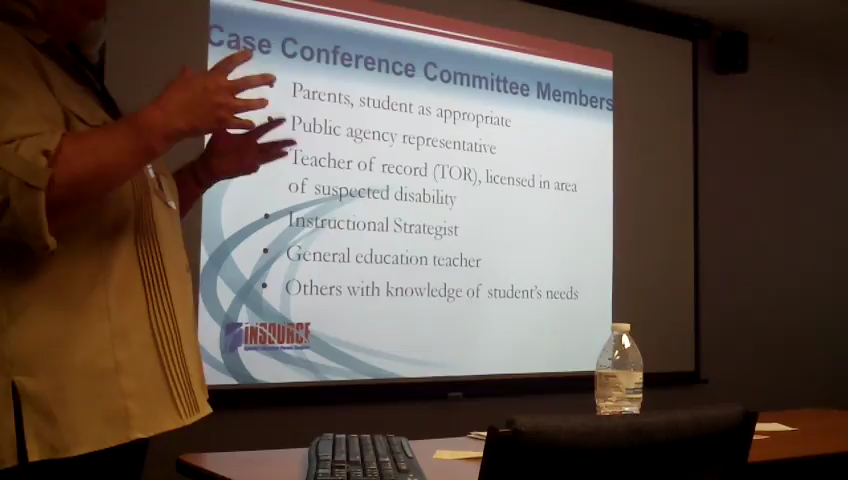 Case Conference Committee Members
Parents, student as appropriate
Public agency representative
Teacher of record (TOR), licensed in area
of suspected disability
• Instructional Strategist
• General education teacher
• Others with knowledge of student's needs
INSOURCE